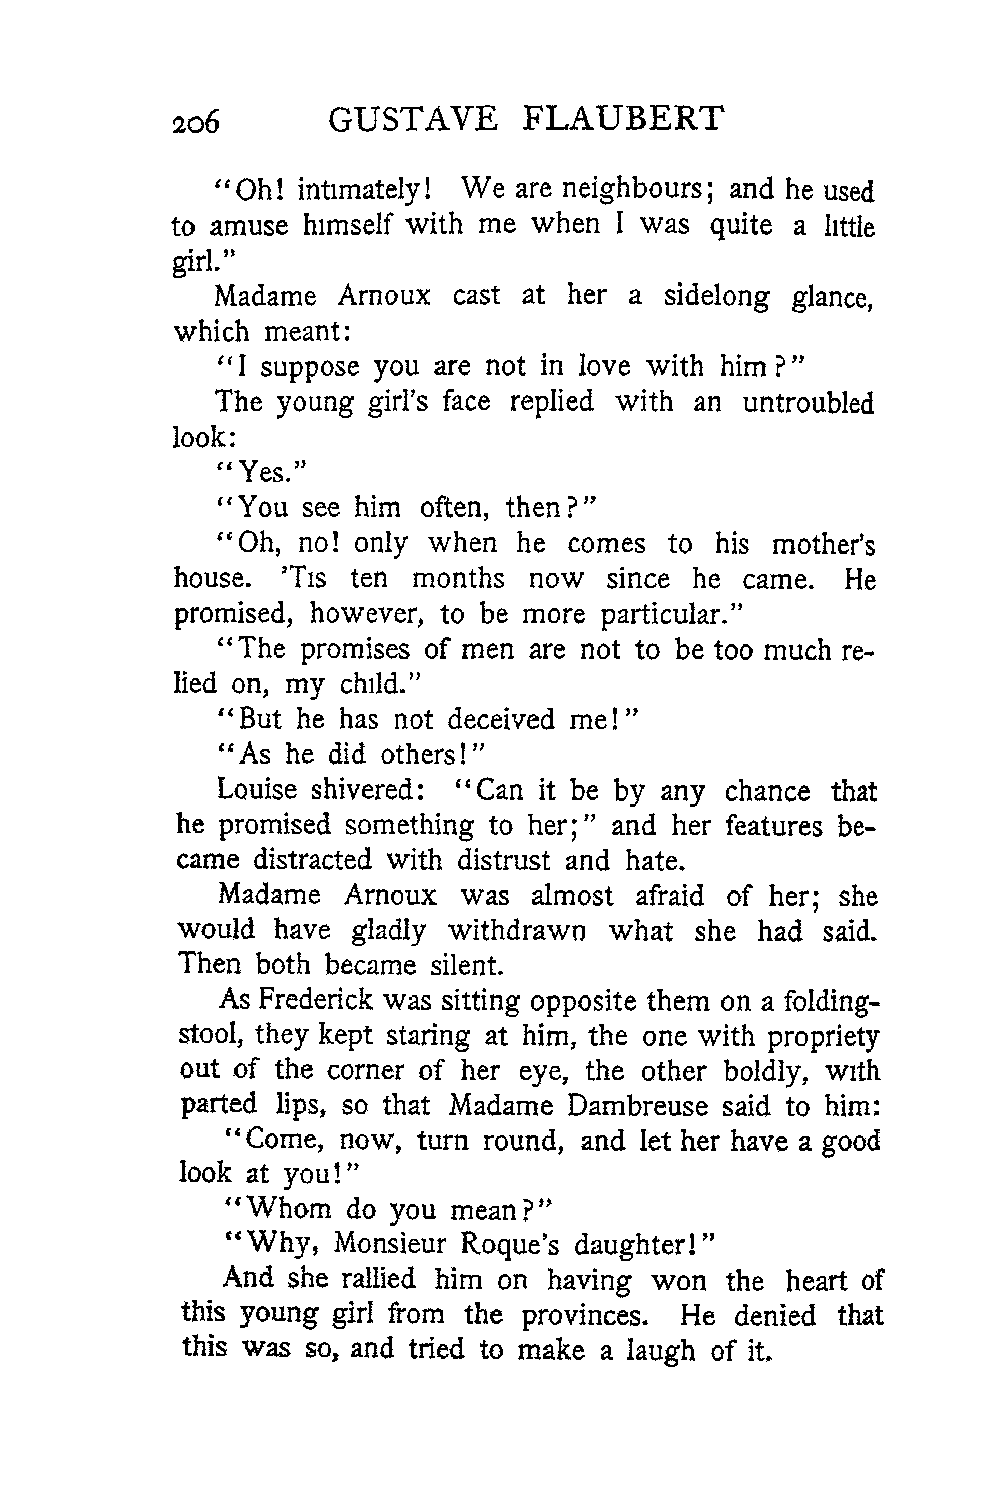 206 GUSTAVE FLAUBERT
“Oh! intimately! We are neighbours; and he used
to amuse himself with me when I was quite a little
girl.”
Madame Arnoux cast at her a sidelong glance,
which meant:
“I suppose you are not in love with him?”
The young girl’s face replied with an untroubled
look:
“Yes.”
“You see him often, then?”
“Oh, no! only when he comes to his mother’s
house. ’Tis ten months now since he came. He
promised, however, to be more particular.”
“The promises of men are not to be too much re-
lied on, my child.”
“But he has not deceived me!”
“As he did others!”
Louise shivered: “Can it be by any chance that
he promised something to her;” and her features be-
came distracted with distrust and hate.
Madame Arnoux was almost afraid of her; she
would have gladly withdrawn what she had said.
Then both became silent.
As Frederick was sitting opposite them on a folding-
stool, they kept staring at him, the one with propriety
out of the corner of her eye, the other boldly, with
parted lips, so that Madame Dambreuse said to him:
“Come, now, turn round, and let her have a good
look at you!”
“Whom do you mean?”
“Why, Monsieur Roque’s daughter!”
And she rallied him on having won the heart of
this young girl from the provinces. He denied that
this was so, and tried to make a laugh of it.